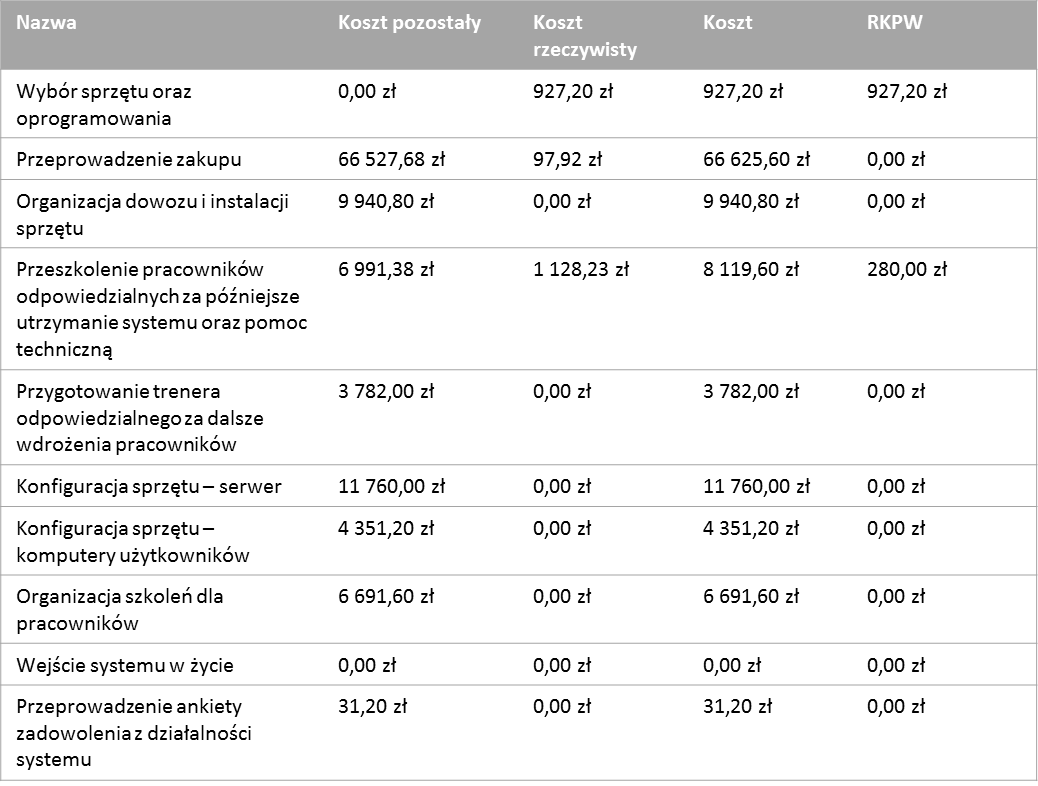 Nazwa Koszt pozostały Koszt rzeczywisty Koszt RKPW
Wybór sprzętu oraz oprogramowania 0,00 zł 927,20 zł 927,20 zł 927,20 zł
Przeprowadzenie zakupu 66 527,68 zł 97,92 zł 66 625,60 zł 0,00 zł
Organizacja dowozu i instalacji sprzętu 9 940,80 zł 0,00 zł 9 940,80 zł 0,00 zł
Przeszkolenie pracowników odpowiedzialnych za późniejsze utrzymanie systemu oraz pomoc techniczną 6 991,38 zł 1 128,23 zł 8 119,60 zł 280,00 zł
Przygotowanie trenera odpowiedzialnego za dalsze wdrożenia pracowników 3 782,00 zł 0,00 zł 3 782,00 zł 0,00 zł
Konfiguracja sprzętu – serwer 11 760,00 zł 0,00 zł 11 760,00 zł 0,00 zł
Konfiguracja sprzętu – komputery użytkowników 4 351,20 zł 0,00 zł 4 351,20 zł 0,00 zł
Organizacja szkoleń dla pracowników 6 691,60 zł 0,00 zł 6 691,60 zł 0,00 zł
Wejście systemu w życie 0,00 zł 0,00 zł 0,00 zł 0,00 zł
Przeprowadzenie ankiety zadowolenia z działalności systemu 31,20 zł 0,00 zł 31,20 zł 0,00 zł